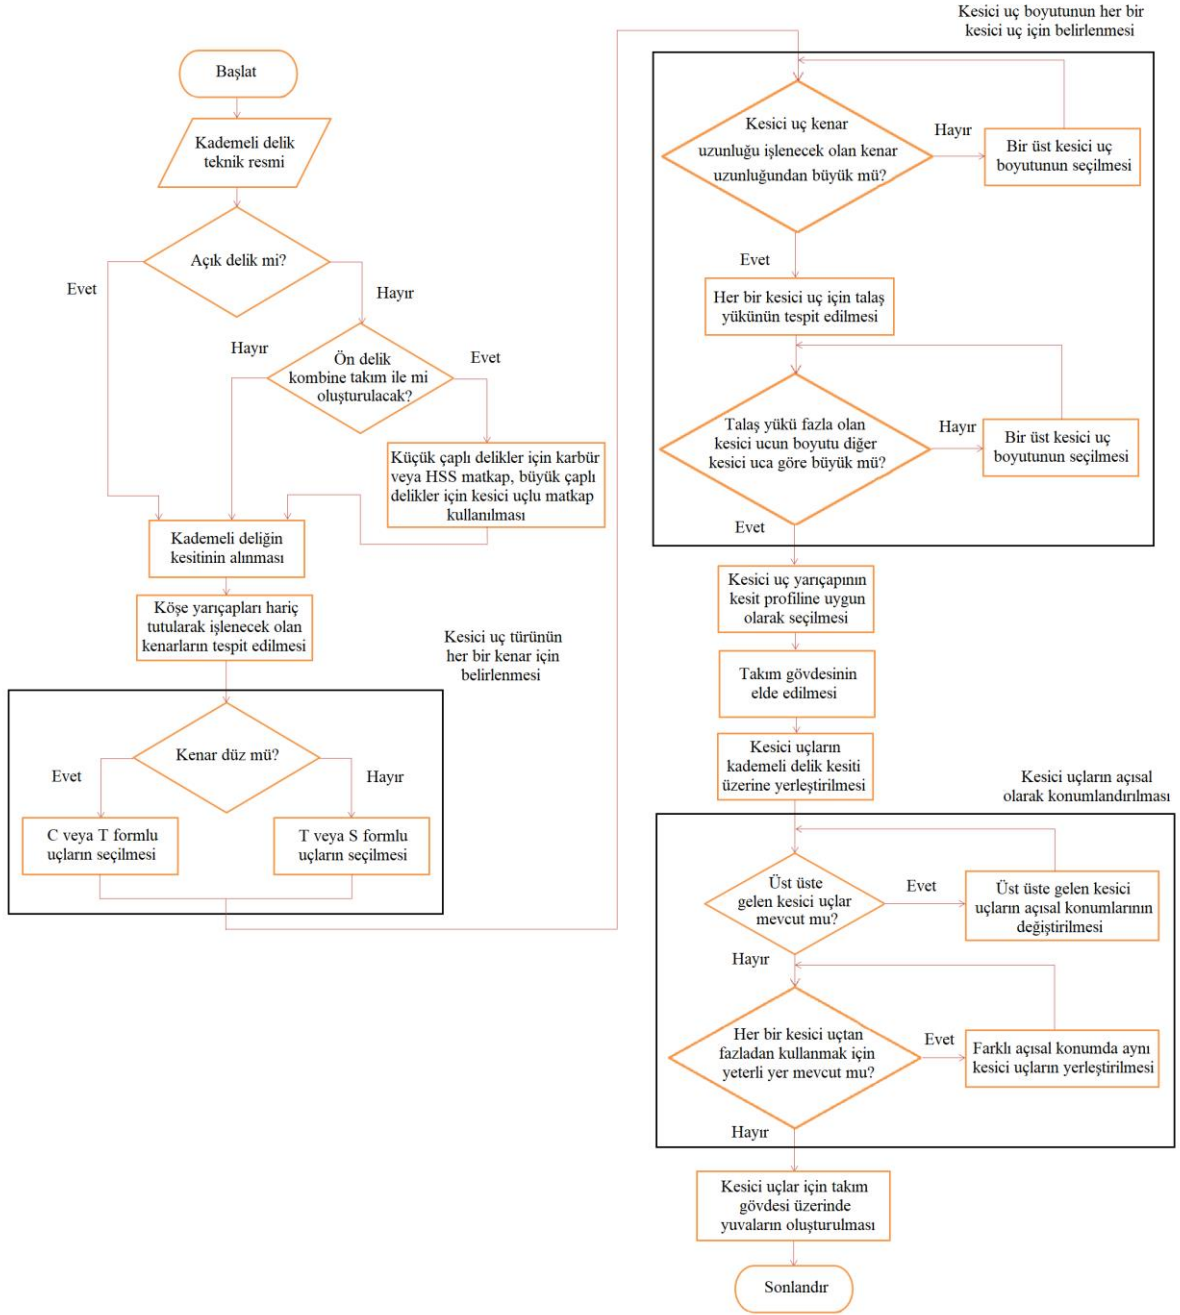 Başlat
Kademeli delik
teknik resmi
Açık delik mi?
Evet
Hayır
Hayır
Evet
Ön delik
kombine takım ile mi
oluşturulacak?
Küçük çaplı delikler için karbür
veya HSS matkap, büyük çaplı
delikler için kesici uçlu matkap
kullanılması
Kademeli deliğin
kesitinin alınması
Köşe yarıçapları hariç
tutularak işlenecek olan
kenarların tespit edilmesi
Kesici uç türünün
her bir kenar için
belirlenmesi
Kenar düz mü?
Evet
Hayır
C veya T formlu
uçların seçilmesi
T veya S formlu
uçların seçilmesi
Kesici uç boyutunun her bir
kesici uç için belirlenmesi
Kesici uç kenar
uzunluğu işlenecek olan kenar
uzunluğundan büyük mü?
Hayır
Bir üst kesici uç
boyutunun seçilmesi
Evet
Her bir kesici uç için talaş
yükünün tespit edilmesi
Talaş yükü fazla olan
kesici ucun boyutu diğer
kesici uca göre büyük mü?
Hayır
Bir üst kesici uç
boyutunun seçilmesi
Evet
Kesici uç yarıçapının
kesit profiline uygun
olarak seçilmesi
Takım gövdesinin
elde edilmesi
Kesici uçların
kademeli delik kesiti
üzerine yerleştirilmesi
Kesici uçların açısal
olarak konumlandırılması
Üst üste
gelen kesici uçlar
mevcut mu?
Evet
Üst üste gelen kesici
uçların açısal konumlarının
değiştirilmesi
Hayır
Her bir kesici uçtan
fazladan kullanmak için
yeterli yer mevcut mu?
Evet
Farklı açısal konumda aynı
kesici uçların yerleştirilmesi
Hayır
Kesici uçlar için takım
gövdesi üzerinde
yuvaların oluşturulması
Sonlandır